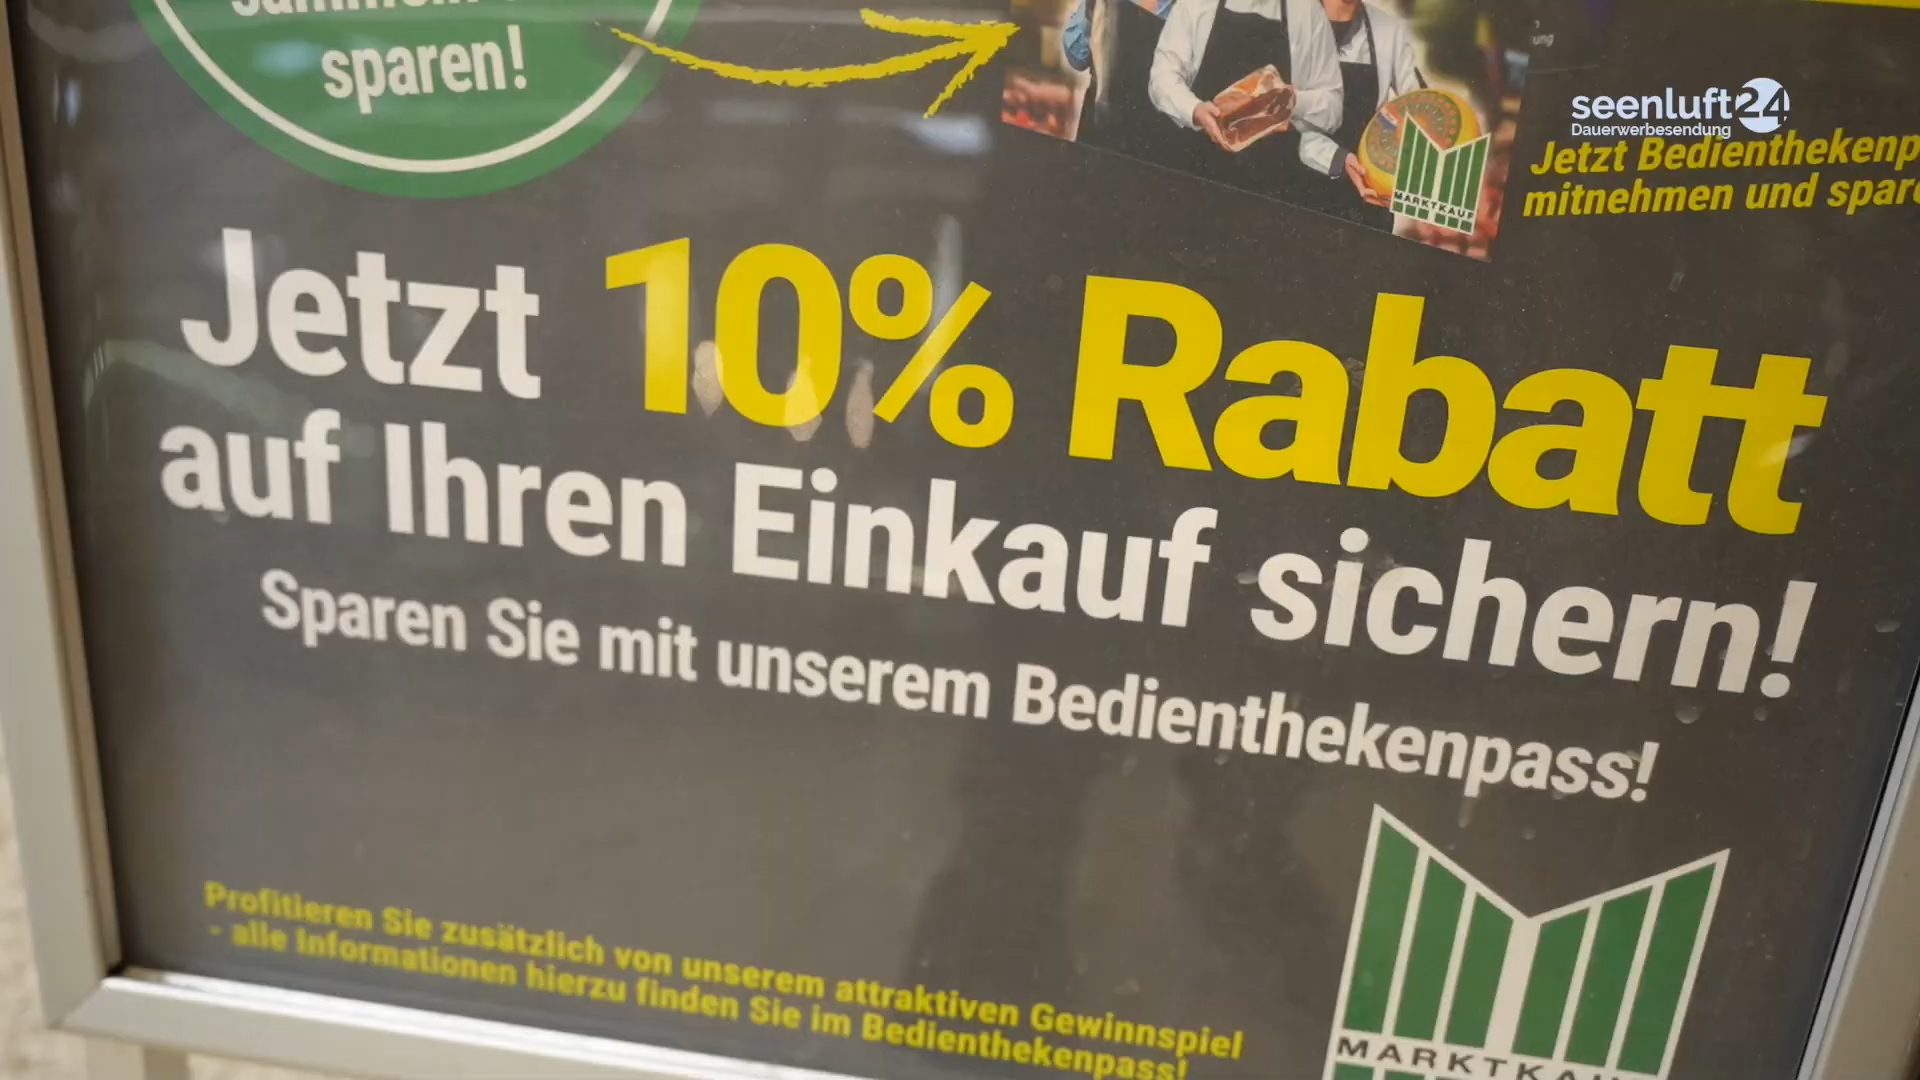 sparen!
seenluft24
Dauerwerbesendung
MARKTKAUF
Jetzt Bedienthekenp
mitnehmen und spare
Jetzt 10% Rabatt
auf Ihren Einkauf sichern!
Sparen Sie mit unserem Bedienthekenpass!
Profitieren Sie zusätzlich von unserem attraktiven Gewinnspiel
- alle Informationen hierzu finden Sie im Bedienthekenpass!
MARKTKAU